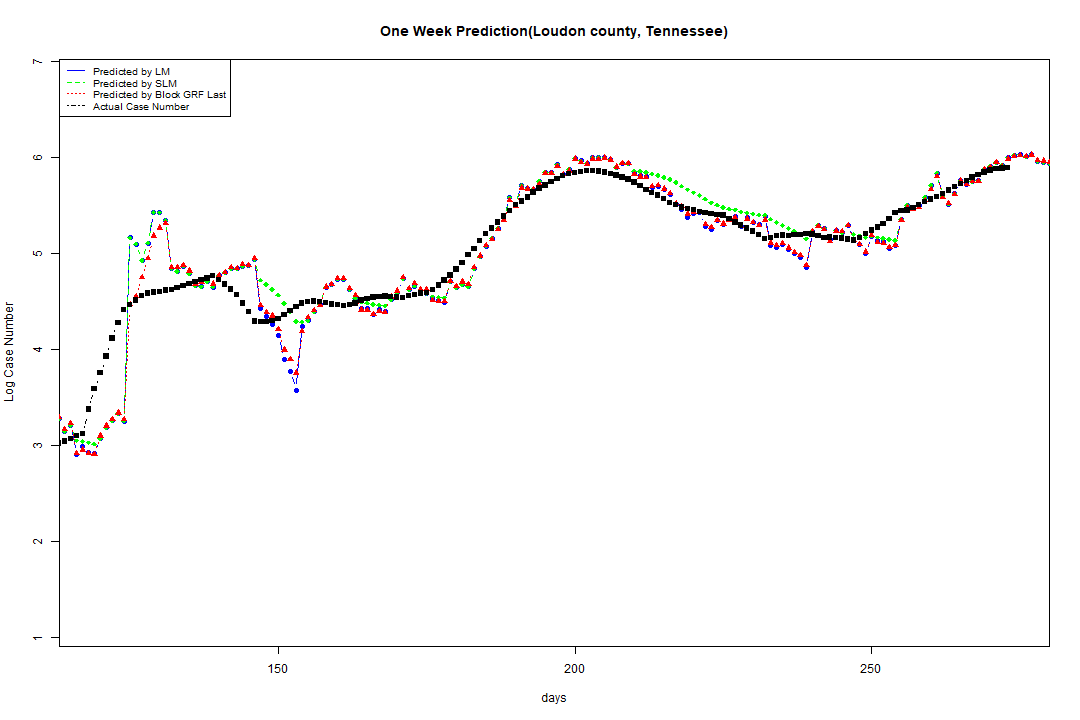 One Week Prediction(Loudon county, Tennessee)
7
6
5
4
3
2
1
Log Case Number
Predicted by LM
Predicted by SLM
Predicted by Block GRF Last
Actual Case Number
150
200
250
days